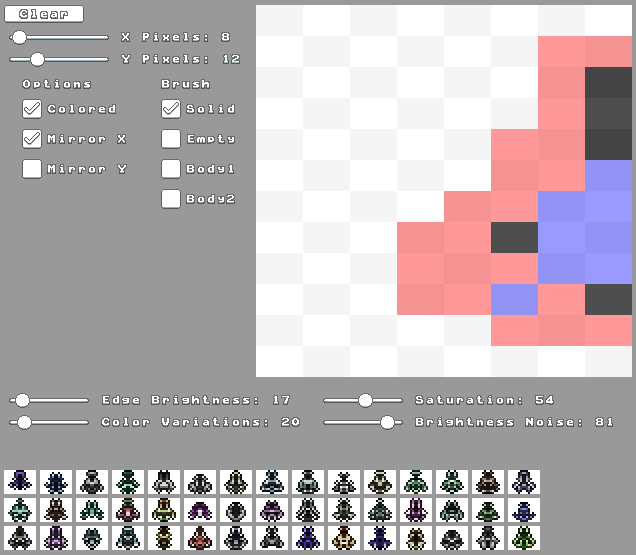 Clear
X Pixels: 8
Y Pixels: 12
Options Brush
Colored Solid
Mirror X Empty
Mirror Y Body1
Body2
Edge Brightness: 17 Saturation: 54
Color Variations: 20 Brightness Noise: 81